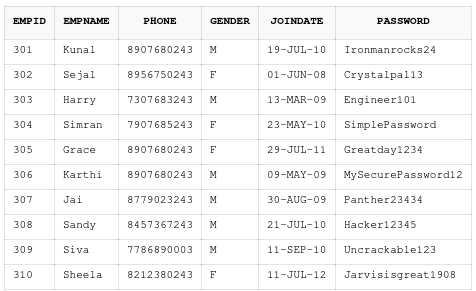 EMPID EMPNAME PHONE GENDER JOINDATE PASSWORD
301 Kunal 8907680243 M 19-JUL-10 Ironmanrocks24
302 Sejal 8956750243 F 01-JUN-08 Crystalpal13
303 Harry 7307683243 M 13-MAR-09 Engineer101
304 Simran 7907685243 F 23-MAY-10 SimplePassword
305 Grace 8907680243 F 29-JUL-11 Greatday1234
306 Karthi 8907680243 M 09-MAY-09 MySecurePassword12
307 Jai 8779023243 M 30-AUG-09 Panther23434
308 Sandy 8457367243 M 21-JUL-10 Hacker12345
309 Siva 7786890003 M 11-SEP-10 Uncrackable123
310 Sheela 8212380243 F 11-JUL-12 Jarvisisgreat1908